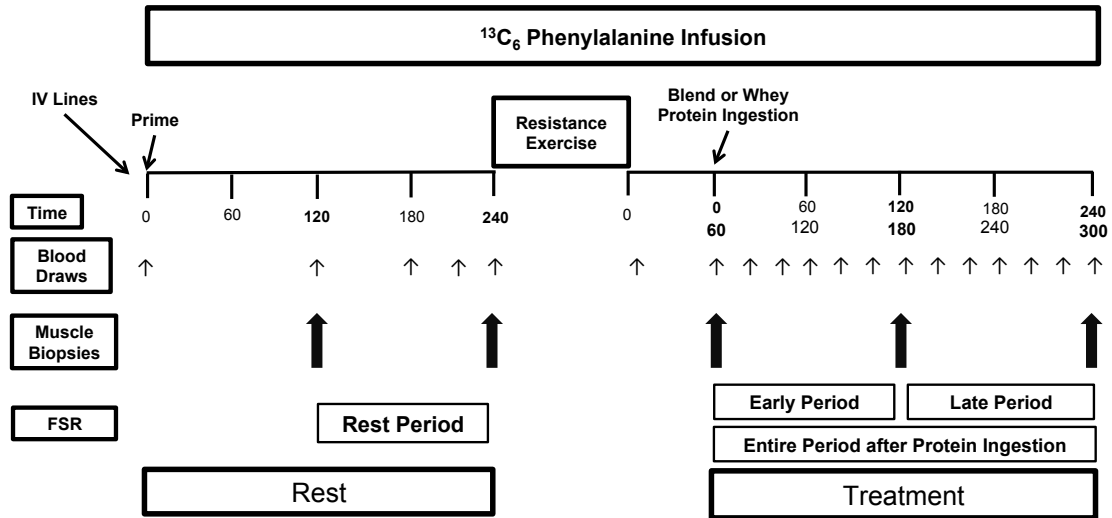 ¹³C₆ Phenylalanine Infusion
IV Lines
Prime
Resistance
Exercise
Blend or Whey
Protein Ingestion
Time
0 60 120 180 240 0 0 60 120 180 240
60 120 180 240 300
Blood
Draws
Muscle
Biopsies
FSR
Rest Period
Early Period
Late Period
Entire Period after Protein Ingestion
Rest
Treatment